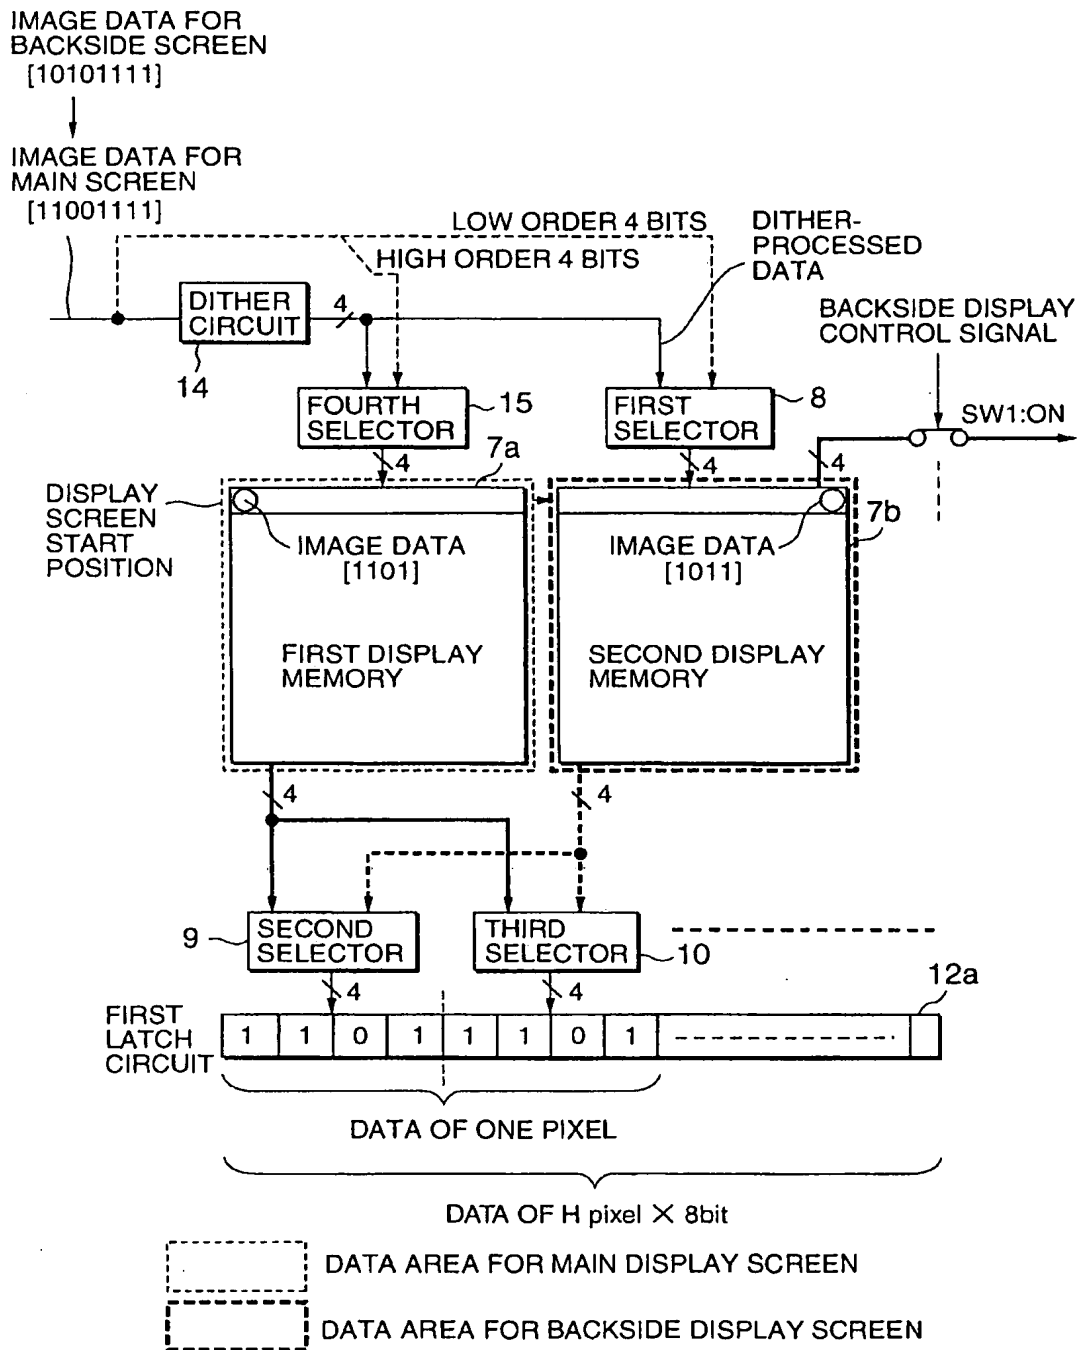 IMAGE DATA FOR
BACKSIDE SCREEN
[10101111]
IMAGE DATA FOR
MAIN SCREEN
[11001111]
LOW ORDER 4 BITS
HIGH ORDER 4 BITS
DITHER-
PROCESSED
DATA
DITHER
CIRCUIT
14
4
BACKSIDE DISPLAY
CONTROL SIGNAL
FOURTH
SELECTOR
15
FIRST
SELECTOR
8
SW1:ON
4
7a
4
4
DISPLAY
SCREEN
START
POSITION
7b
IMAGE DATA
[1101]
IMAGE DATA
[1011]
FIRST DISPLAY
MEMORY
SECOND DISPLAY
MEMORY
4
4
9
SECOND
SELECTOR
THIRD
SELECTOR
10
4
4
12a
FIRST
LATCH
CIRCUIT
1 1 0 1 1 1 0 1
DATA OF ONE PIXEL
DATA OF H pixel X 8bit
DATA AREA FOR MAIN DISPLAY SCREEN
DATA AREA FOR BACKSIDE DISPLAY SCREEN